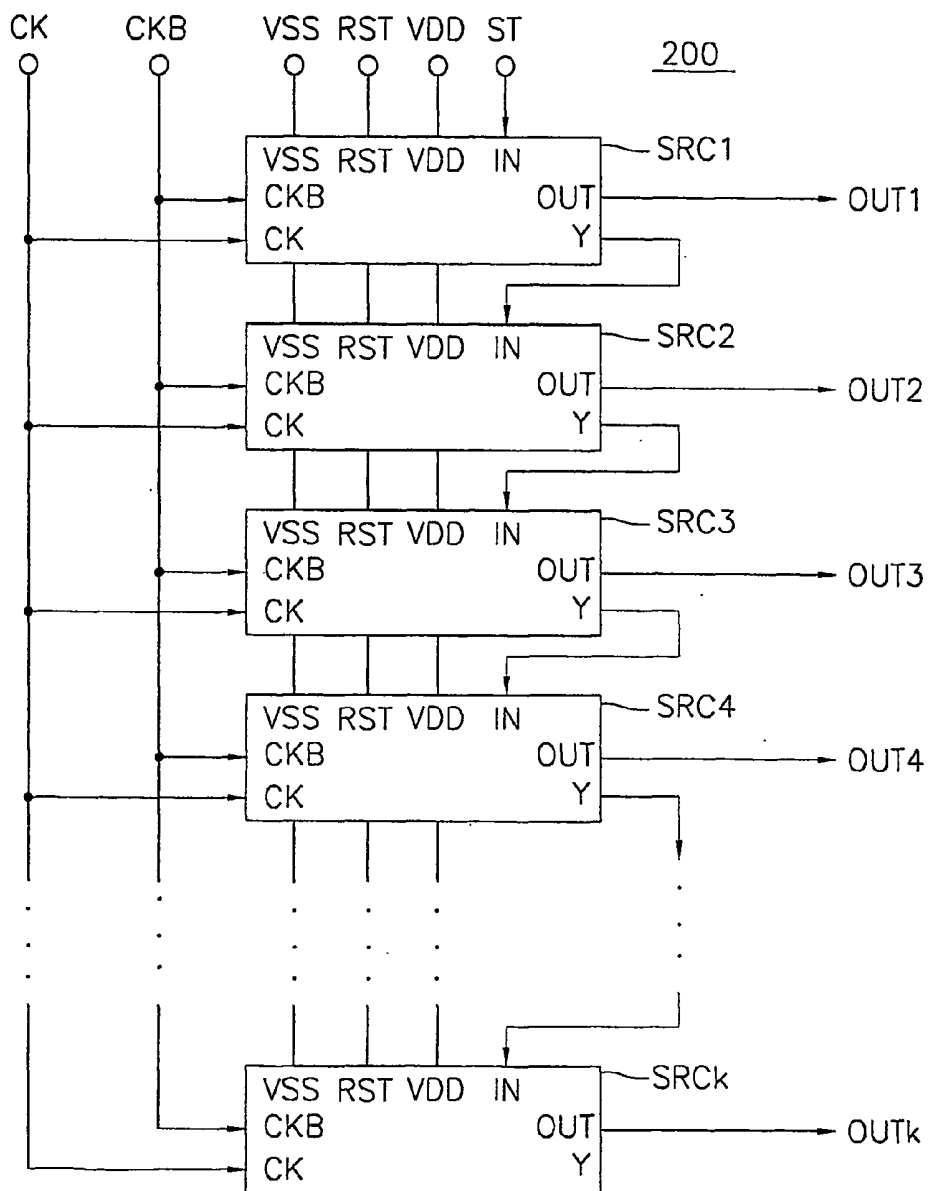 CK CKB VSS RST VDD ST
200
VSS RST VDD IN SRC1
CKB OUT OUT1
CK Y
VSS RST VDD IN SRC2
CKB OUT OUT2
CK Y
VSS RST VDD IN SRC3
CKB OUT OUT3
CK Y
VSS RST VDD IN SRC4
CKB OUT OUT4
CK Y
VSS RST VDD IN SRCk
CKB OUT OUTk
CK Y